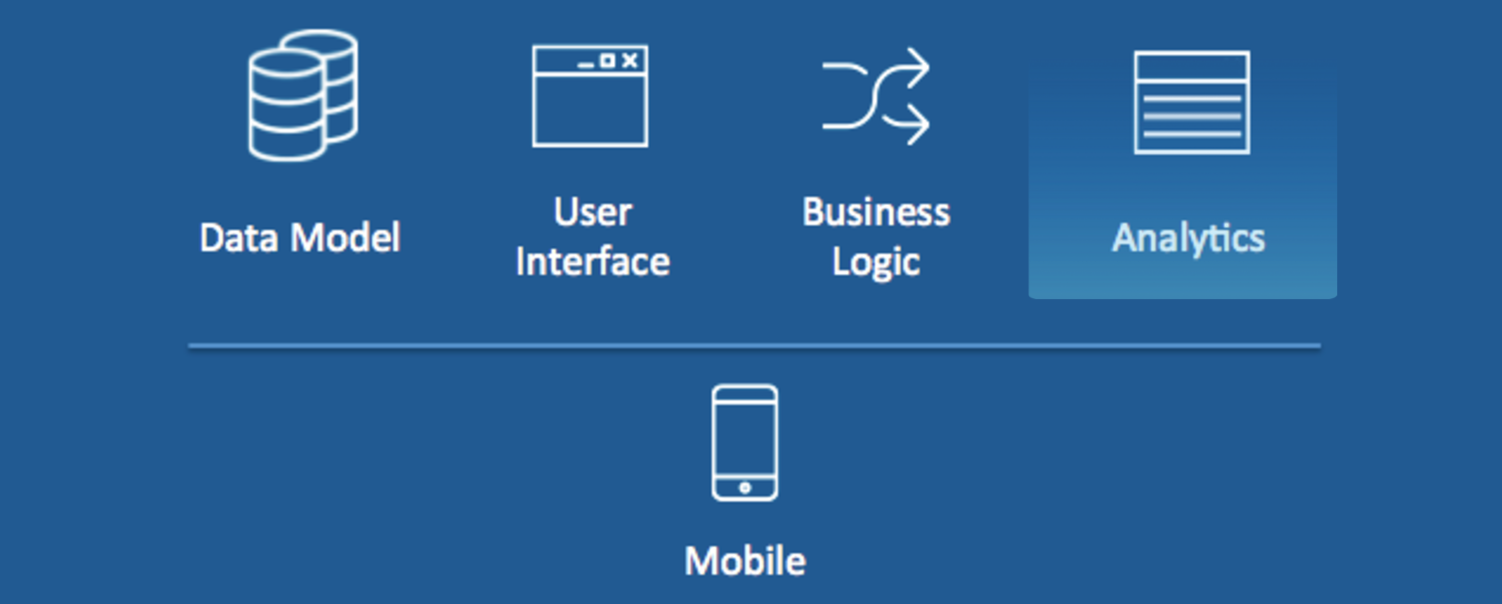 Data Model
User
Interface
Business
Logic
Analytics
Mobile